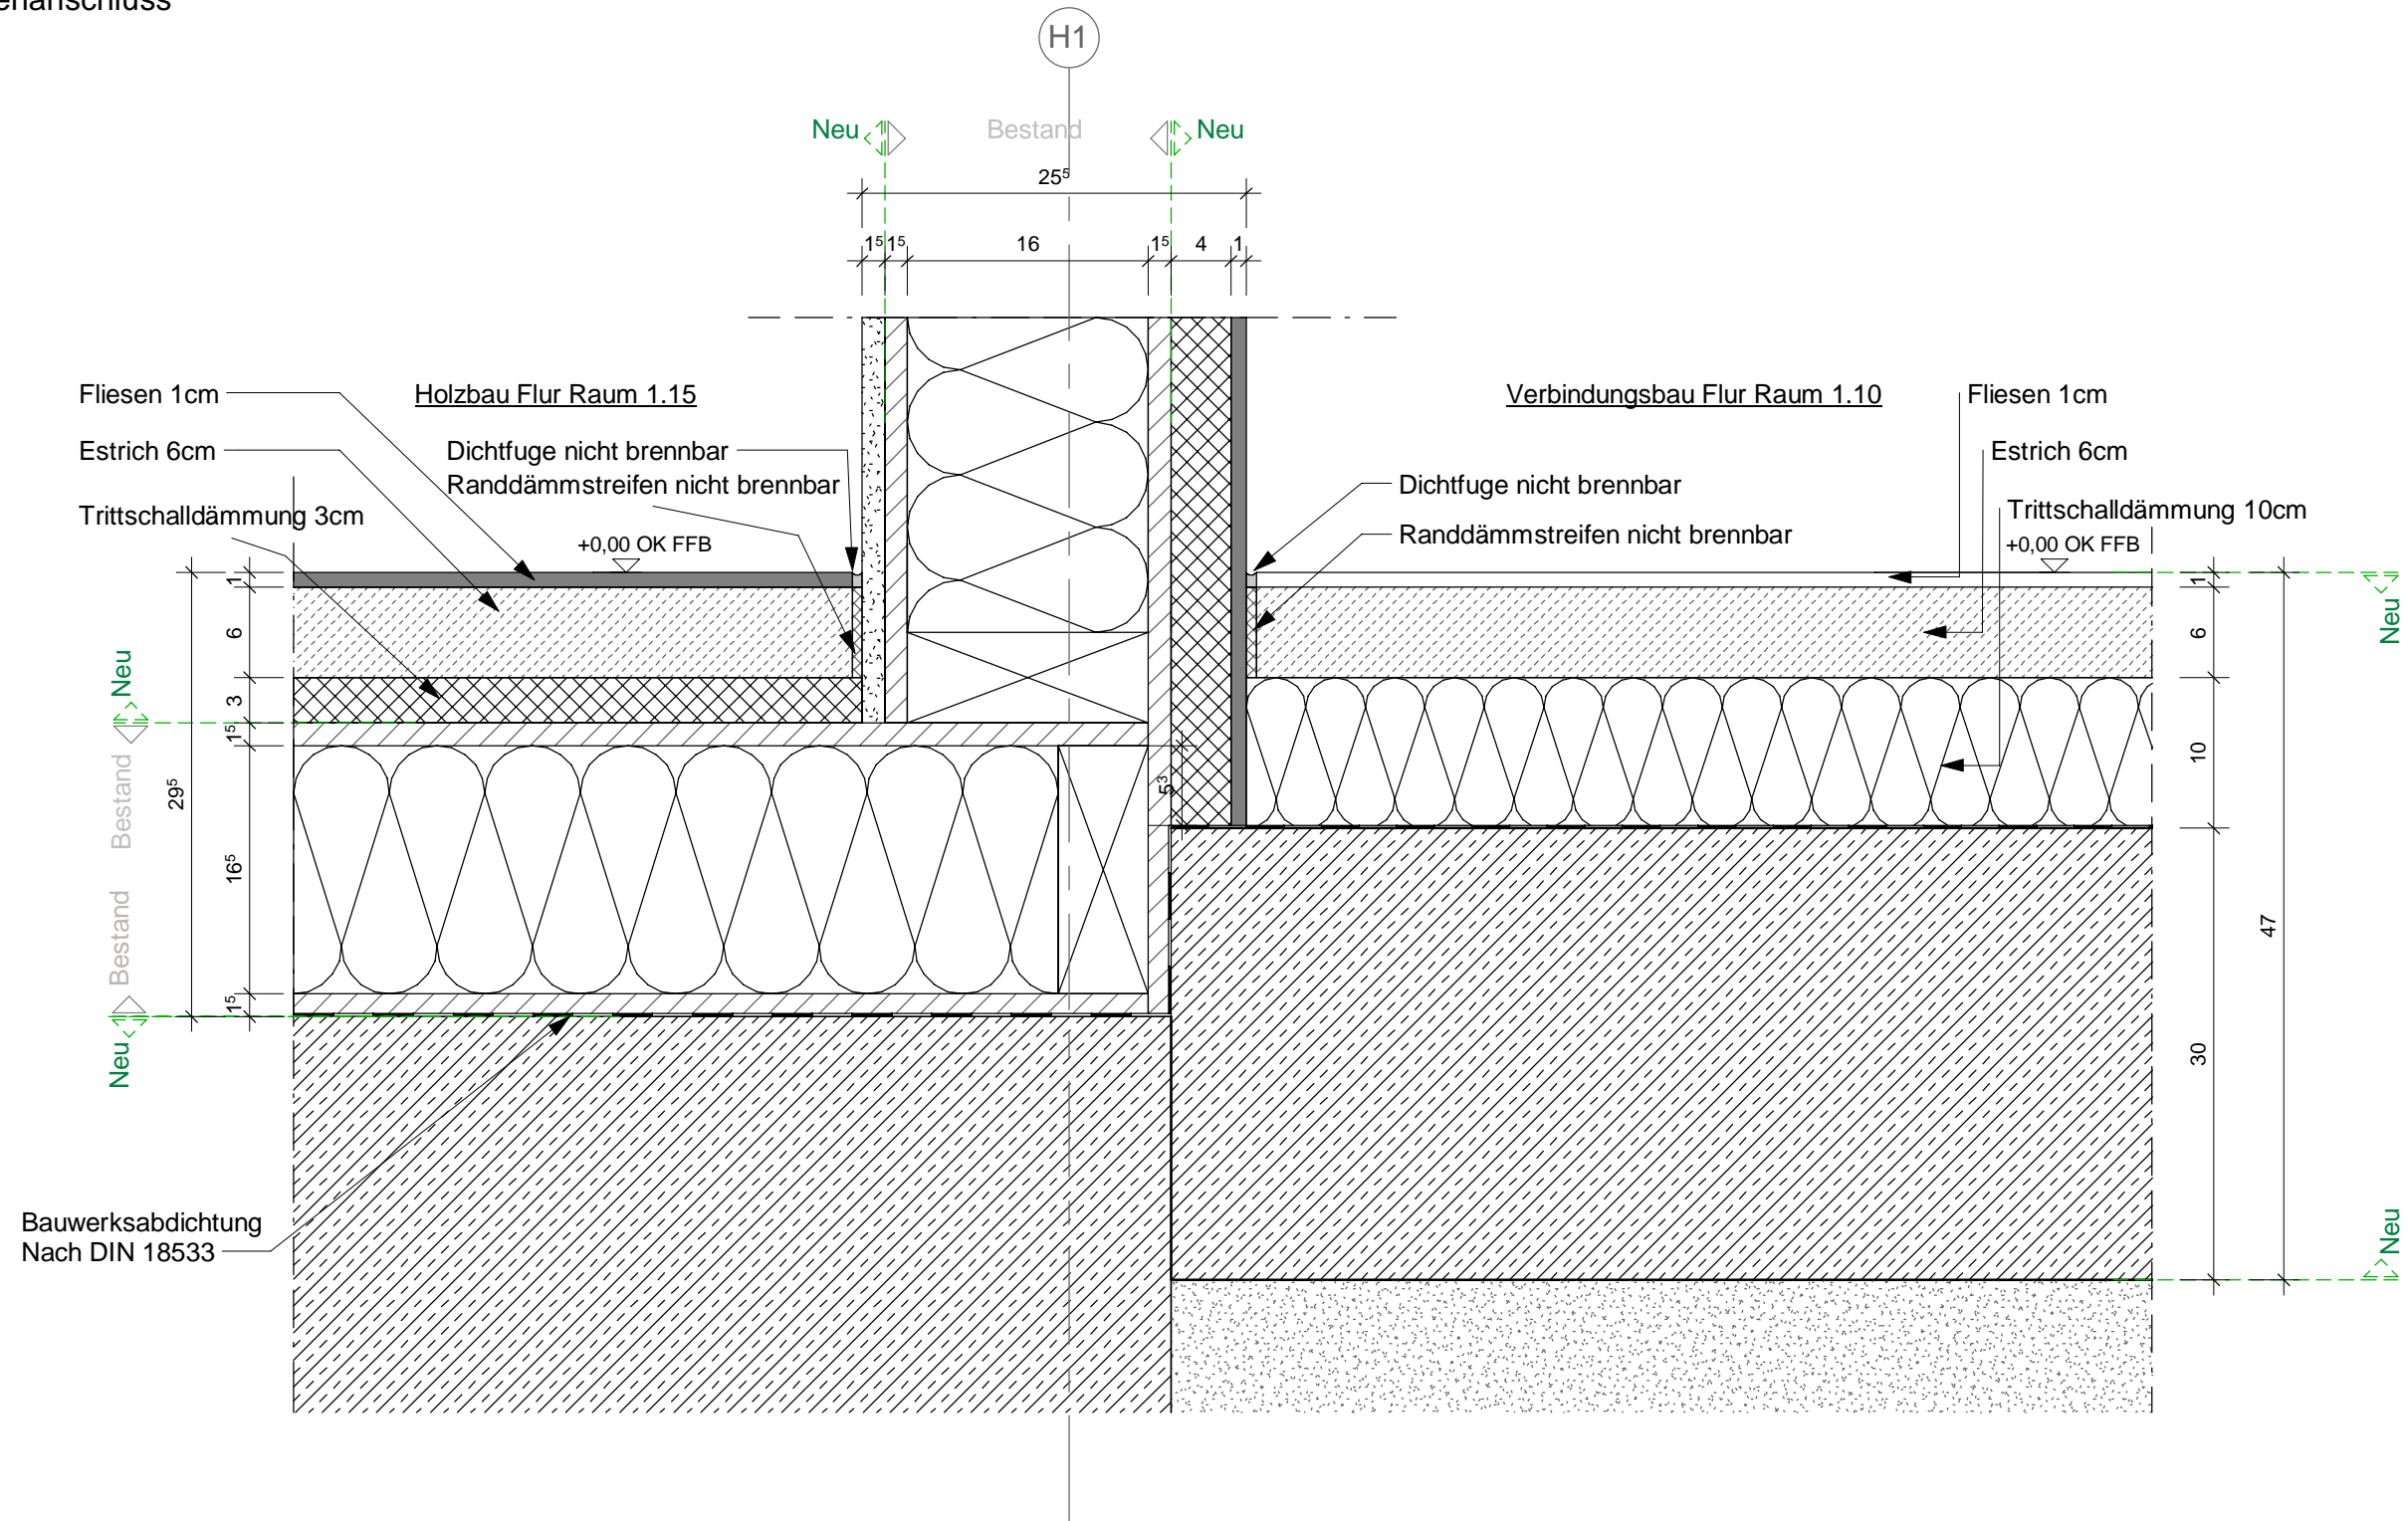 enanschluss
H1
Neu
Bestand
Neu
25⁵
1⁵
1⁵
16
1⁵
4
1
Fliesen 1cm
Holzbau Flur Raum 1.15
Verbindungsbau Flur Raum 1.10
Fliesen 1cm
Estrich 6cm
Dichtfuge nicht brennbar
Randdämmstreifen nicht brennbar
Estrich 6cm
Dichtfuge nicht brennbar
Trittschalldämmung 3cm
Trittschalldämmung 10cm
Randdämmstreifen nicht brennbar
+0,00 OK FFB
+0,00 OK FFB
1
6
3
1⁵
16⁵
1⁵
29⁵
Neu
Bestand
Bestand
Neu
5³
1
6
10
30
47
Neu
Neu
Bauwerksabdichtung
Nach DIN 18533